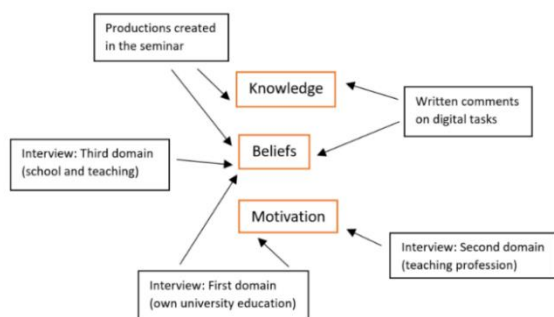 Productions created
in the seminar
Knowledge
Written comments
on digital tasks
Interview: Third domain
(school and teaching)
Beliefs
Motivation
Interview: Second domain
(teaching profession)
Interview: First domain
(own university education)